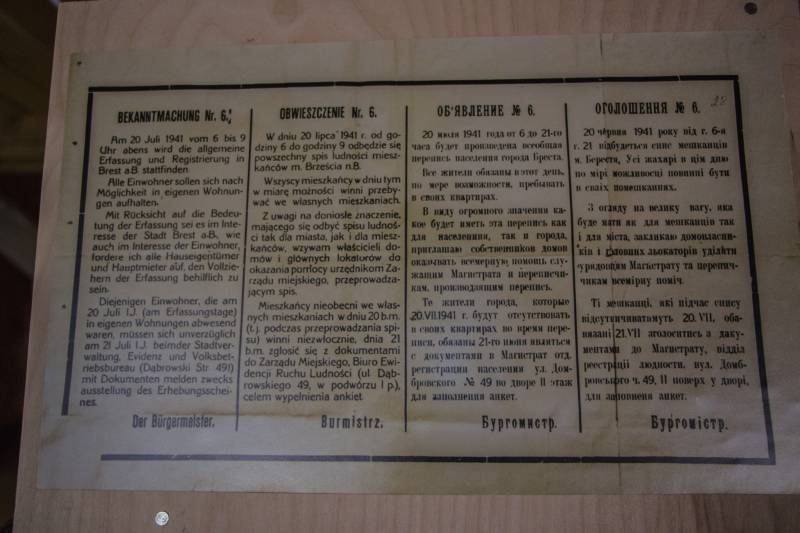 BEKANNTMACHUNG Nr. 6.
Am 20 Juli 1941 vom 6 bis 9
Uhr abens wird die allgemeine
Erfassung und Registrierung in
Brest a.B. stattfinden
Alle Einwohner sollen sich nach
Möglichkeit in eigenen Wohnun-
gen aufhalten.
Mit Rücksicht auf die Bedeu-
tung der Erfassung sei es im Inte-
resse der Stadt Brest a.B. wie
auch im Interesse der Einwohner,
fordere ich alle Hauseigentümer
und Hauptmieter auf, den Vollzie-
hern der Erfassung behilflich zu
sein.
Diejenigen Einwohner, die am
20 Juli l.J. (am Erfassungstage)
in eigenen Wohnungen abwesend
waren, müssen sich unverzüglich
am 21 Juli l.J. beimder Stadtver-
waltung, Evidenz und Volksbet-
riebsbureau (Dąbrowski Str 49I)
mit Dokumenten melden zwecks
ausstellung des Erhebungsschei-
nes.
Der Bürgermeister.
OBWIESZCZENIE Nr. 6.
W dniu 20 lipca 1941 r. od go-
dziny 6 do godziny 9 odbędzie się
powszechny spis ludności miesz-
kańców m. Brześcia n.B.
Wszyscy mieszkańcy w dniu tym
w miarę możności winni przeby-
wać we własnych mieszkaniach.
Z uwagi na doniosłe znaczenie,
mającego się odbyć spisu ludnoś-
ci tak dla miasta, jak i dla miesz-
kańców, wzywam właścicieli do-
mów i głównych lokatorów do
okazania pomocy urzędnikom Za-
rządu miejskiego, przeprowadza-
jącym spis.
Mieszkańcy nieobecni we włas-
nych mieszkaniach w dniu 20 b.m.
(t.j. podczas przeprowadzania spi-
su) winni niezwłocznie, dnia 21
b.m. zgłosić się z dokumentami
do Zarządu Miejskiego, Biuro Ewi-
dencji Ruchu Ludności (ul Dąb-
rowskiego 49, w podwórzu I p.),
celem wypełnienia ankiet
Burmistrz.
ОБ'ЯВЛЕНИЕ № 6.
20 июля 1941 года от 6 до 21-го
часа будет произведена всеобщая
перепись населения города Бреста.
Все жители обязаны в этот день,
по мере возможности, пребывать
в своих квартирах.
В виду огромного значения ка-
кое будет иметь эта перепись как
для населения, так и города,
приглашаю собственников домов
оказывать всемерную помощь слу-
жащим Магистрата и переписчи-
кам, производящим перепись.
Те жители города, которые
20.VII.1941 г. будут отсутствовать
в своих квартирах во время пере-
писи, обязаны 21-го июня явиться
с документами в Магистрат отд.
регистрации населения ул. Дом-
бровского № 49 во дворе II этаж
для заполнения анкет.
Бургомистр.
ОГОЛОШЕННЯ № 6.
28
20 червня 1941 року від г. 6-я
г. 21 відбудеться спис мешканців
м. Берестя, Усі жахарі в цім дню
по мірі можливосці повинні бути
в сваїх помешканнях.
З огляду на велику вагу, яка
буде мати як для мешканців так
і для міста, закликаю домовласни-
ків і головних льокаторів уділяти
урядовцям Магістрату та перепис-
чикам всемірну поміч.
Ті мешканці, які підчас спису
відсутничатимуть 20. VII, оба-
вязані 21.VII зголоситись а даку-
ментами до Магістрату, відділ
реєстрації людности, вул. Домб-
ровського ч. 49, II поверх у дворі,
для заповненя анкет.
Бургомістр.